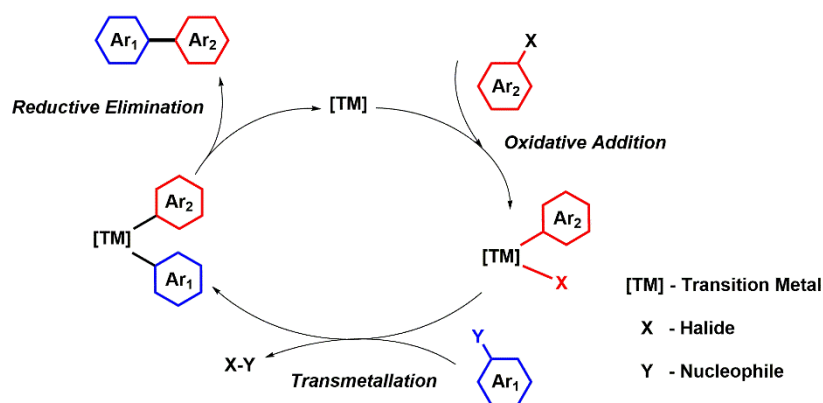 Ar1
Ar2
Reductive Elimination
[TM]
X
Ar2
Oxidative Addition
Ar2
[TM]
Ar1
Ar2
[TM]
X
[TM] - Transition Metal
X - Halide
Y - Nucleophile
X-Y
Transmetallation
Y
Ar1